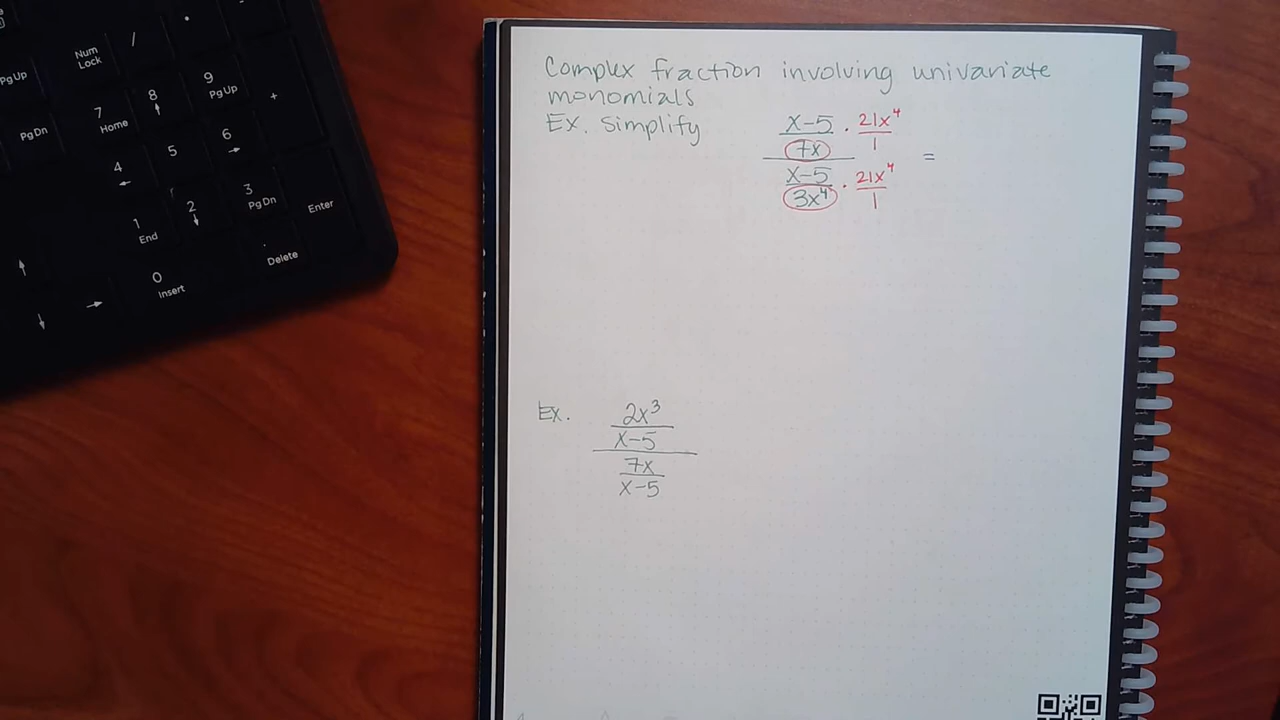 Complex fraction involving univariate
monomials
Ex. Simplify
x-5 · 21x⁴
7x 1
=
x-5 · 21x⁴
3x⁴ 1
Ex.
2x³
x-5
7x
x-5
PgUp
Num Lock
/
PgDn
7 Home
8 ↑
9 PgUp
+
4 ←
5
6 →
1 End
2 ↓
3 PgDn
Enter
↑
0 Insert
. Delete
↓
→